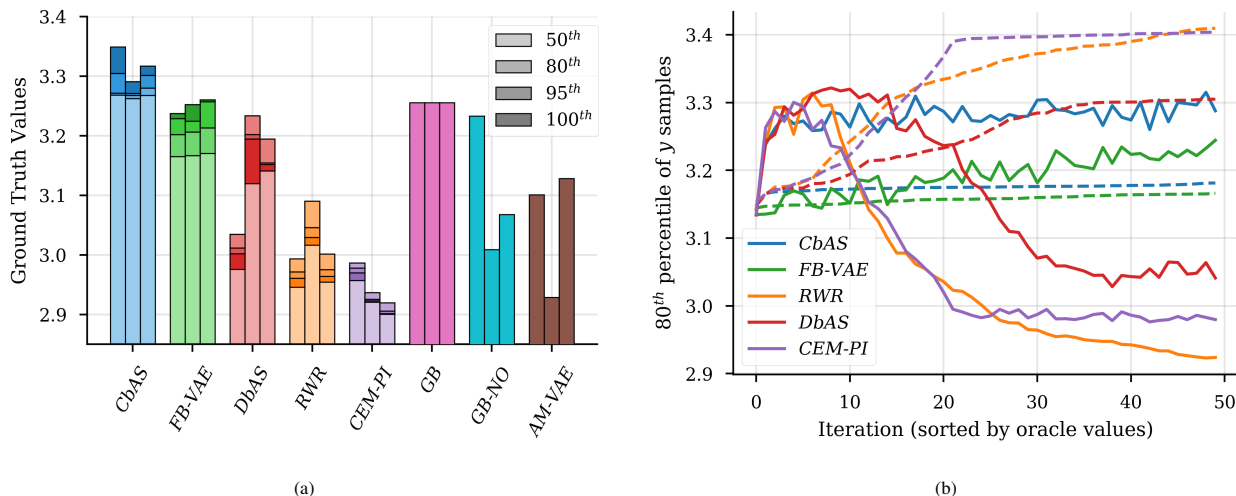 3.4
3.3
3.2
3.1
3.0
2.9
Ground Truth Values
50th
80th
95th
100th
CbAS
FB-VAE
DbAS
RWR
CEM-PI
GB
GB-NO
AM-VAE
(a)
3.4
3.3
3.2
3.1
3.0
2.9
80th percentile of y samples
CbAS
FB-VAE
RWR
DbAS
CEM-PI
0 10 20 30 40 50
Iteration (sorted by oracle values)
(b)